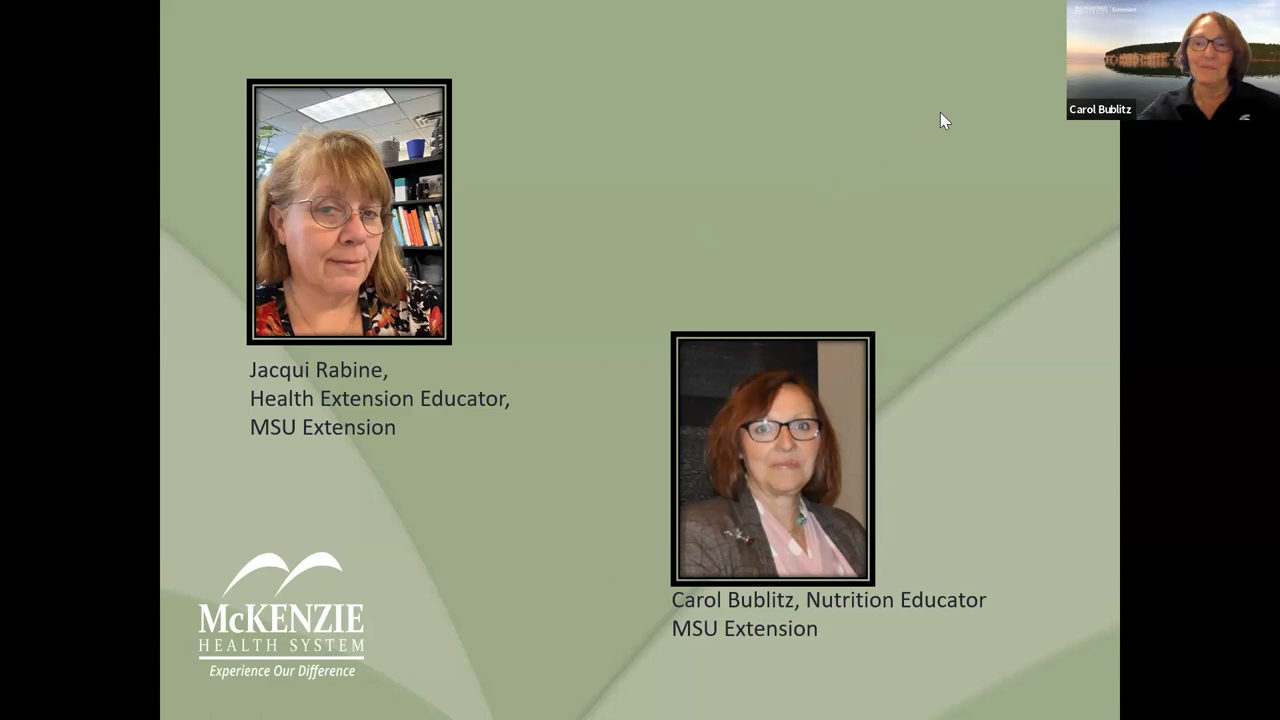 Extension
Carol Bublitz
Jacqui Rabine,
Health Extension Educator,
MSU Extension
Carol Bublitz, Nutrition Educator
MSU Extension
McKENZIE
HEALTH SYSTEM
Experience Our Difference